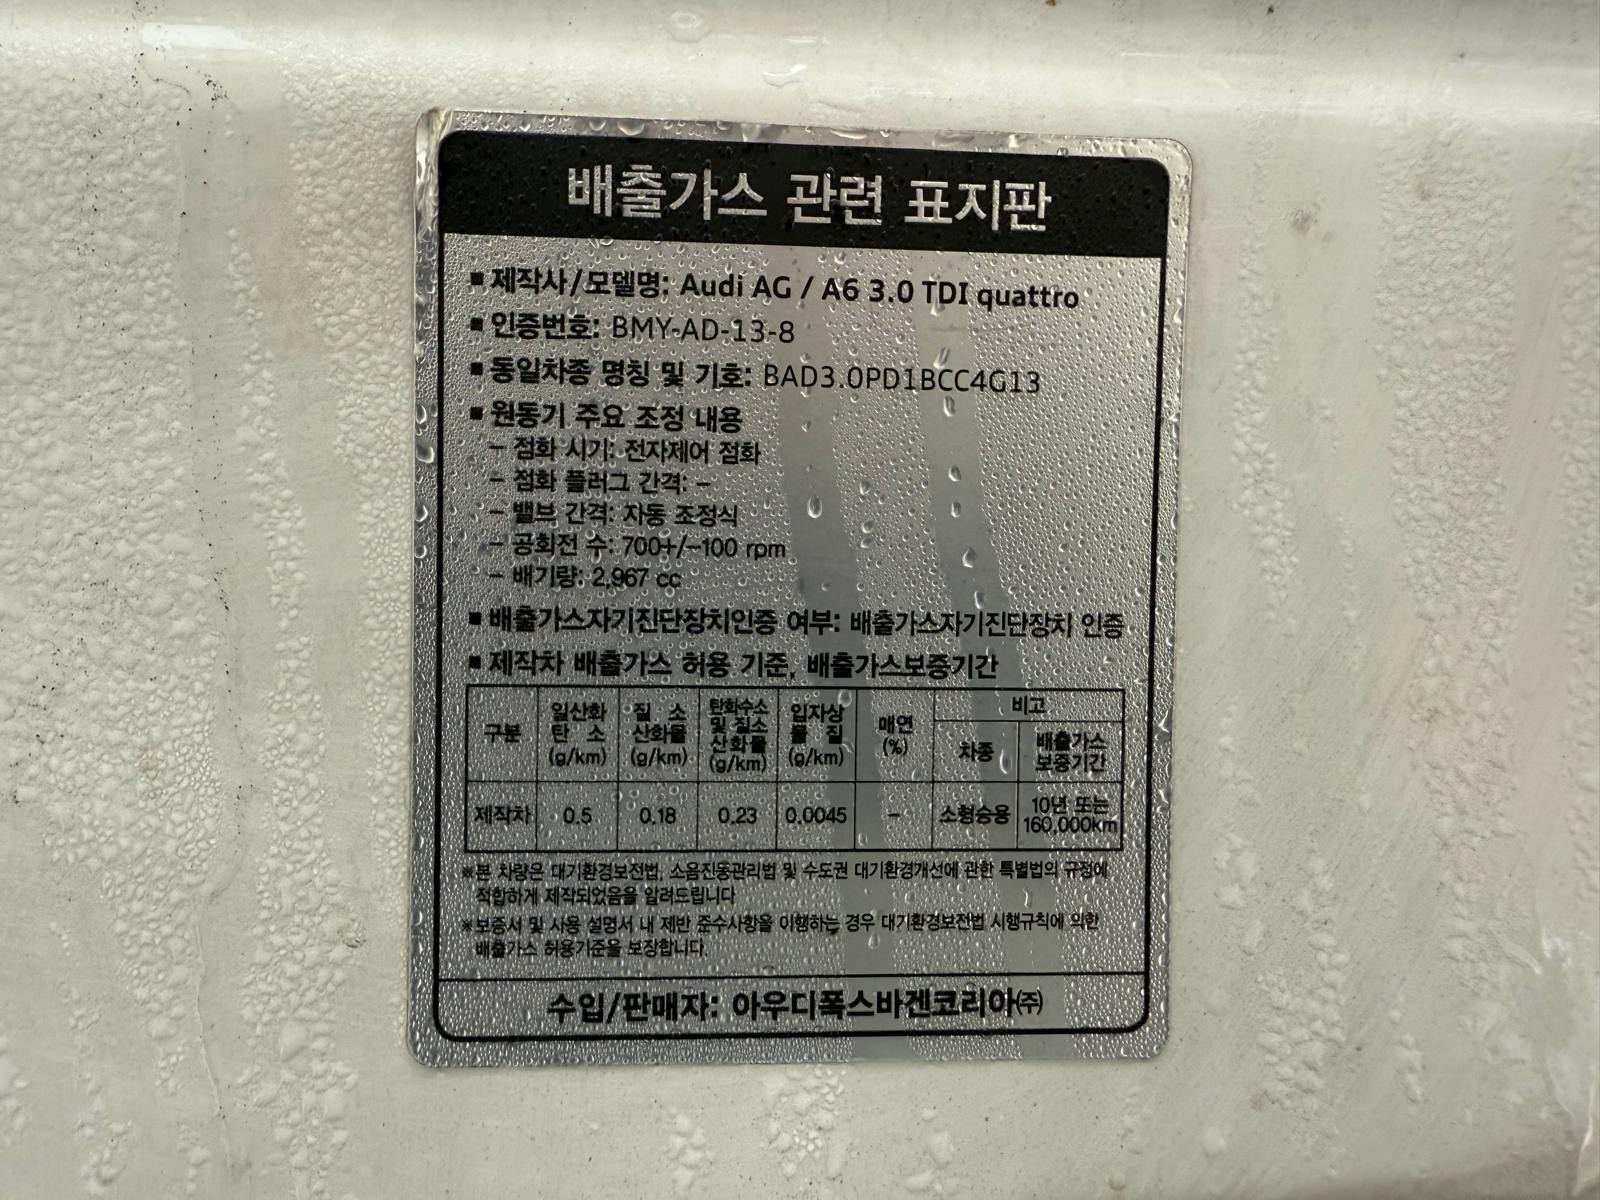 배출가스 관련 표지판
■ 제작사/모델명: Audi AG / A6 3.0 TDI quattro
■ 인증번호: BMY-AD-13-8
■ 동일차종 명칭 및 기호: BAD3.0PD1BCC4G13
■ 원동기 주요 조정 내용
– 점화 시기: 전자제어 점화
– 점화 플러그 간격: –
– 밸브 간격: 자동 조정식
– 공회전 수: 700+/–100 rpm
– 배기량: 2,967 cc
■ 배출가스자기진단장치인증 여부: 배출가스자기진단장치 인증
■ 제작차 배출가스 허용 기준, 배출가스보증기간
구분 일산화 탄 소 (g/km) 질 소 산화물 (g/km) 탄화수소 및 질소 산화물 (g/km) 입자상 물 질 (g/km) 매연 (%) 비고
차종 배출가스 보증기간
제작차 0.5 0.18 0.23 0.0045 – 소형승용 10년 또는 160,000km
※본 차량은 대기환경보전법, 소음진동관리법 및 수도권 대기환경개선에 관한 특별법의 규정에
적합하게 제작되었음을 알려드립니다
※보증서 및 사용 설명서 내 제반 준수사항을 이행하는 경우 대기환경보전법 시행규칙에 의한
배출가스 허용기준을 보장합니다.
수입/판매자: 아우디폭스바겐코리아㈜